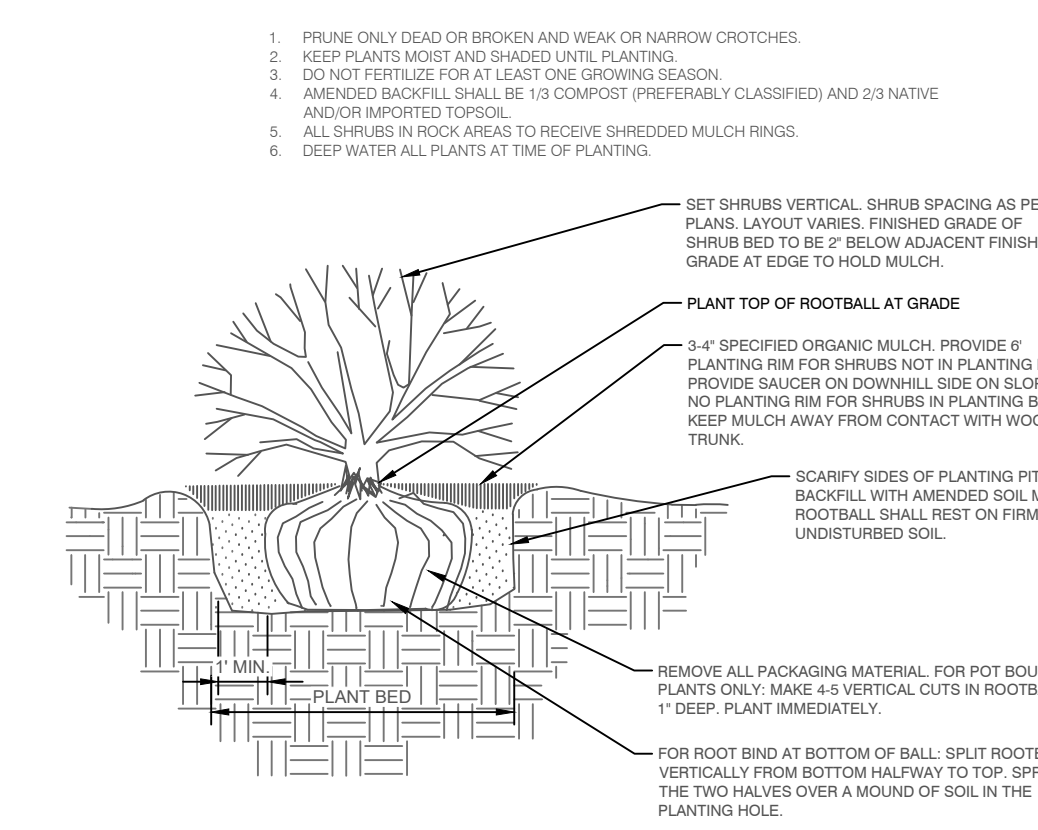 1. PRUNE ONLY DEAD OR BROKEN AND WEAK OR NARROW CROTCHES.
2. KEEP PLANTS MOIST AND SHADED UNTIL PLANTING.
3. DO NOT FERTILIZE FOR AT LEAST ONE GROWING SEASON.
4. AMENDED BACKFILL SHALL BE 1/3 COMPOST (PREFERABLY CLASSIFIED) AND 2/3 NATIVE
AND/OR IMPORTED TOPSOIL.
5. ALL SHRUBS IN ROCK AREAS TO RECEIVE SHREDDED MULCH RINGS.
6. DEEP WATER ALL PLANTS AT TIME OF PLANTING.
SET SHRUBS VERTICAL. SHRUB SPACING AS PE
PLANS. LAYOUT VARIES. FINISHED GRADE OF
SHRUB BED TO BE 2" BELOW ADJACENT FINISH
GRADE AT EDGE TO HOLD MULCH.
PLANT TOP OF ROOTBALL AT GRADE
3-4" SPECIFIED ORGANIC MULCH. PROVIDE 6'
PLANTING RIM FOR SHRUBS NOT IN PLANTING
PROVIDE SAUCER ON DOWNHILL SIDE ON SLO
NO PLANTING RIM FOR SHRUBS IN PLANTING B
KEEP MULCH AWAY FROM CONTACT WITH WOO
TRUNK.
SCARIFY SIDES OF PLANTING PIT
BACKFILL WITH AMENDED SOIL M
ROOTBALL SHALL REST ON FIRM
UNDISTURBED SOIL.
1' MIN.
PLANT BED
REMOVE ALL PACKAGING MATERIAL. FOR POT BOU
PLANTS ONLY: MAKE 4-5 VERTICAL CUTS IN ROOTB
1" DEEP. PLANT IMMEDIATELY.
FOR ROOT BIND AT BOTTOM OF BALL: SPLIT ROOTB
VERTICALLY FROM BOTTOM HALFWAY TO TOP. SPR
THE TWO HALVES OVER A MOUND OF SOIL IN THE
PLANTING HOLE.